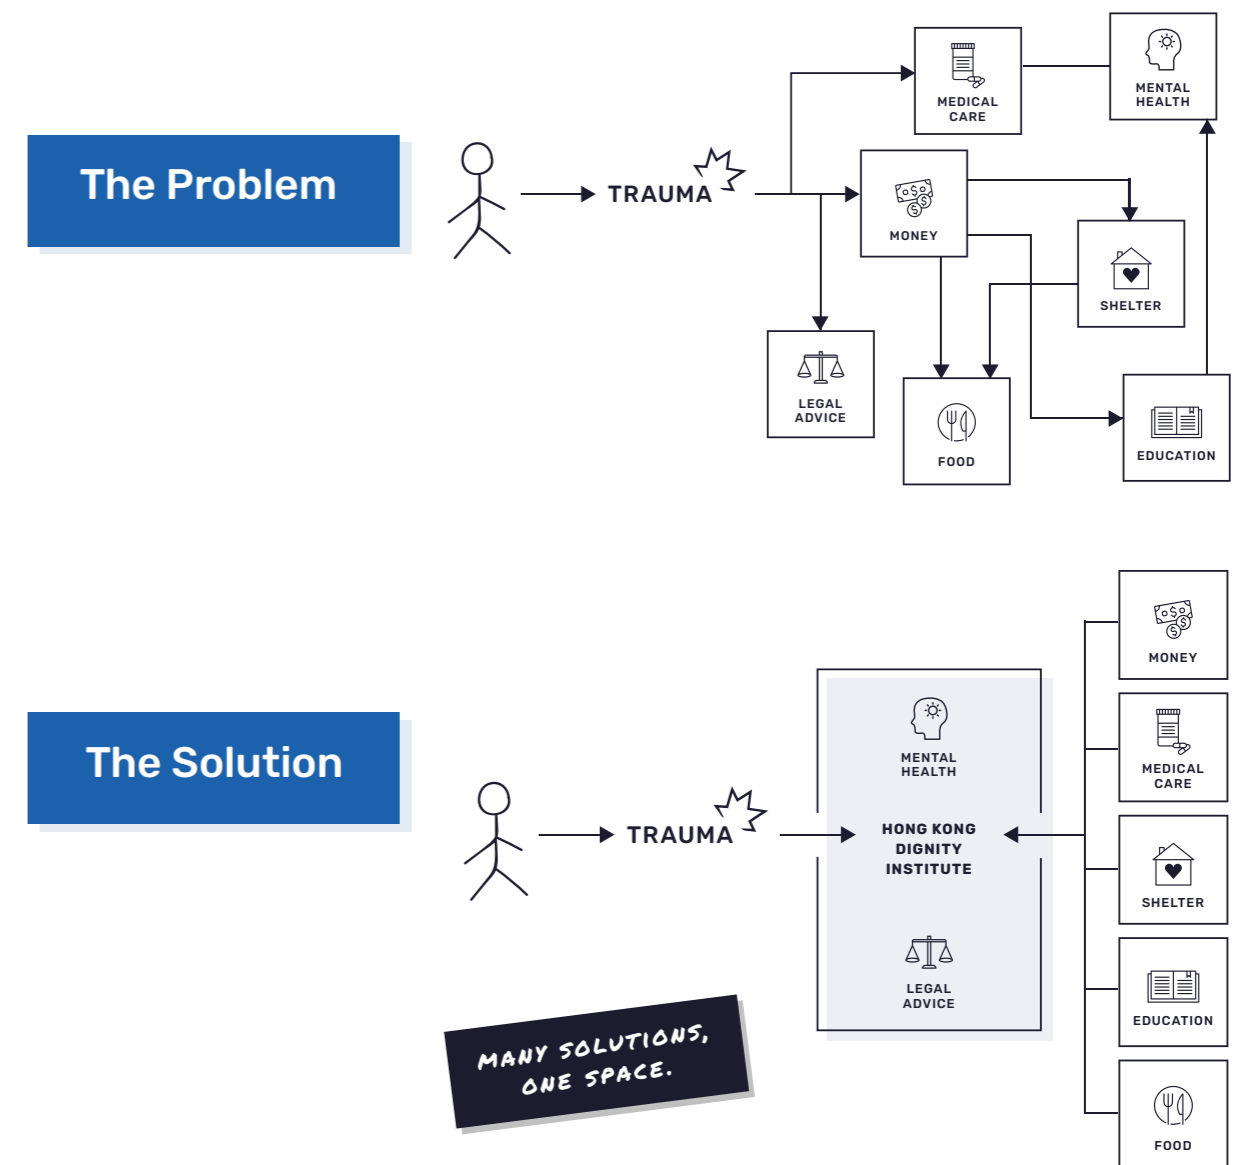 The Problem
TRAUMA
MEDICAL
CARE
MENTAL
HEALTH
MONEY
SHELTER
LEGAL
ADVICE
FOOD
EDUCATION
The Solution
TRAUMA
MENTAL
HEALTH
HONG KONG
DIGNITY
INSTITUTE
LEGAL
ADVICE
MONEY
MEDICAL
CARE
SHELTER
EDUCATION
FOOD
MANY SOLUTIONS,
ONE SPACE.